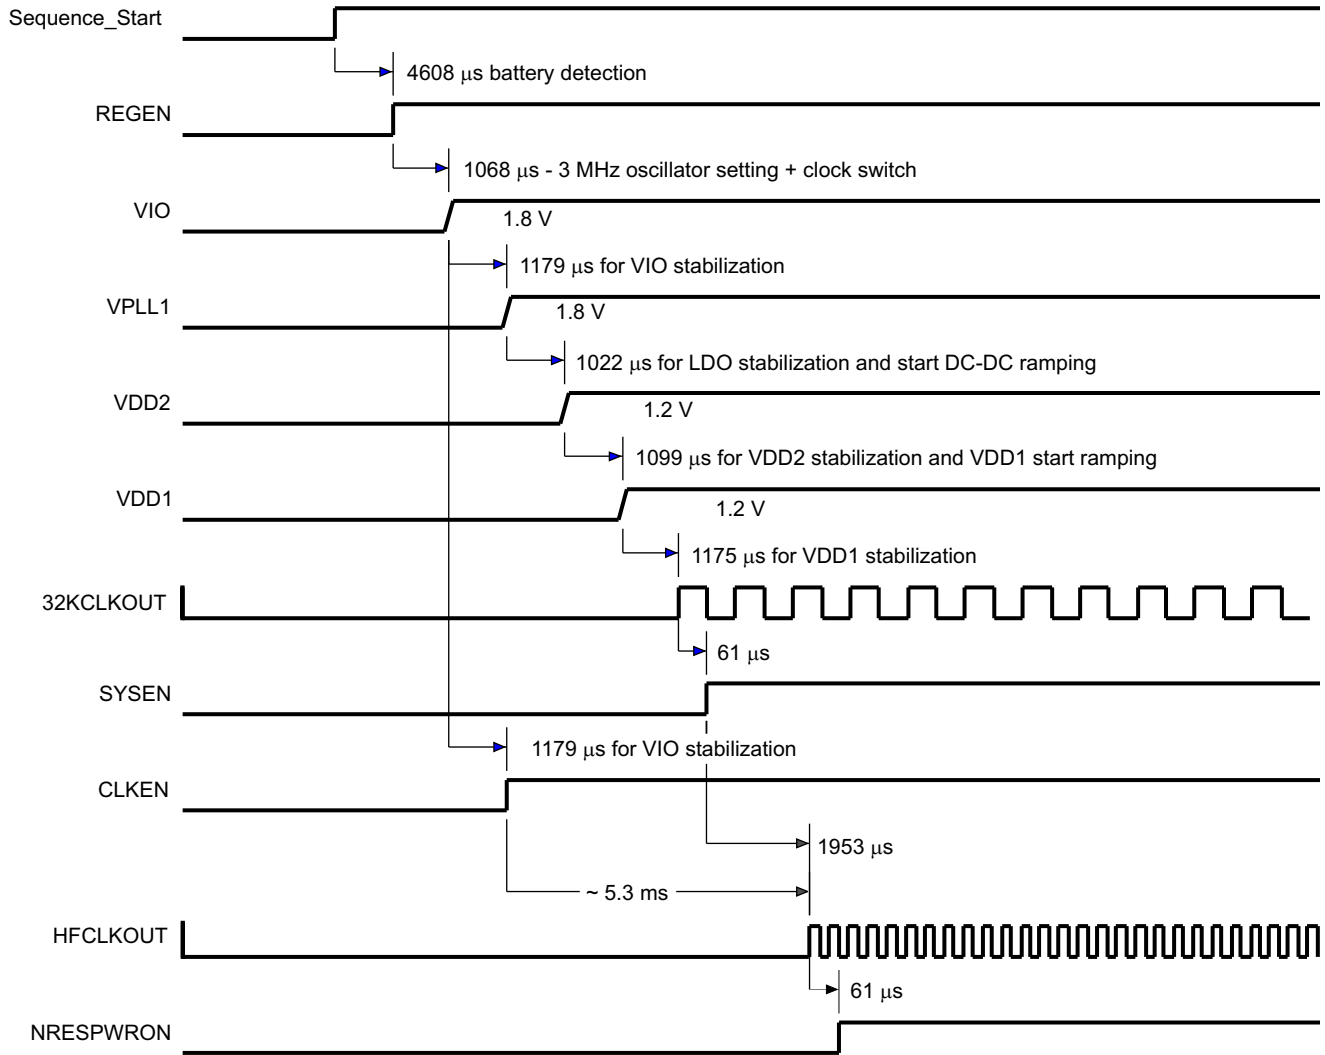 Sequence_Start
4608 μs battery detection
REGEN
1068 μs - 3 MHz oscillator setting + clock switch
VIO
1.8 V
1179 μs for VIO stabilization
VPLL1
1.8 V
1022 μs for LDO stabilization and start DC-DC ramping
VDD2
1.2 V
1099 μs for VDD2 stabilization and VDD1 start ramping
VDD1
1.2 V
1175 μs for VDD1 stabilization
32KCLKOUT
61 μs
SYSEN
1179 μs for VIO stabilization
CLKEN
1953 μs
~ 5.3 ms
HFCLKOUT
61 μs
NRESPWRON